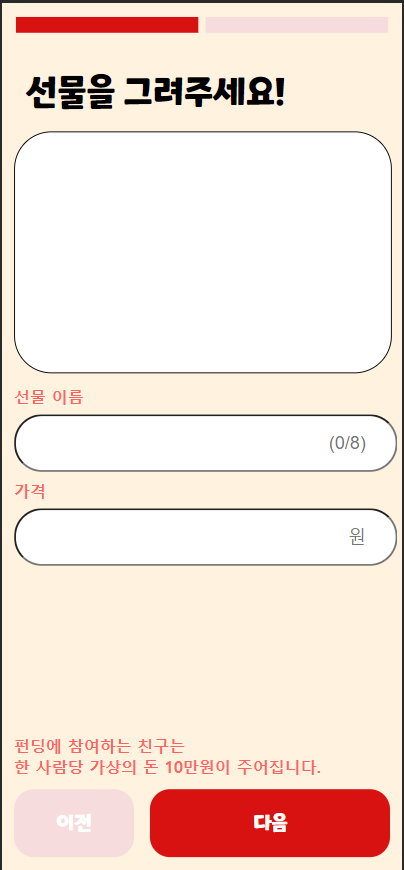 선물을 그려주세요!
선물 이름
(0/8)
가격
원
펀딩에 참여하는 친구는
한 사람당 가상의 돈 10만원이 주어집니다.
이전
다음